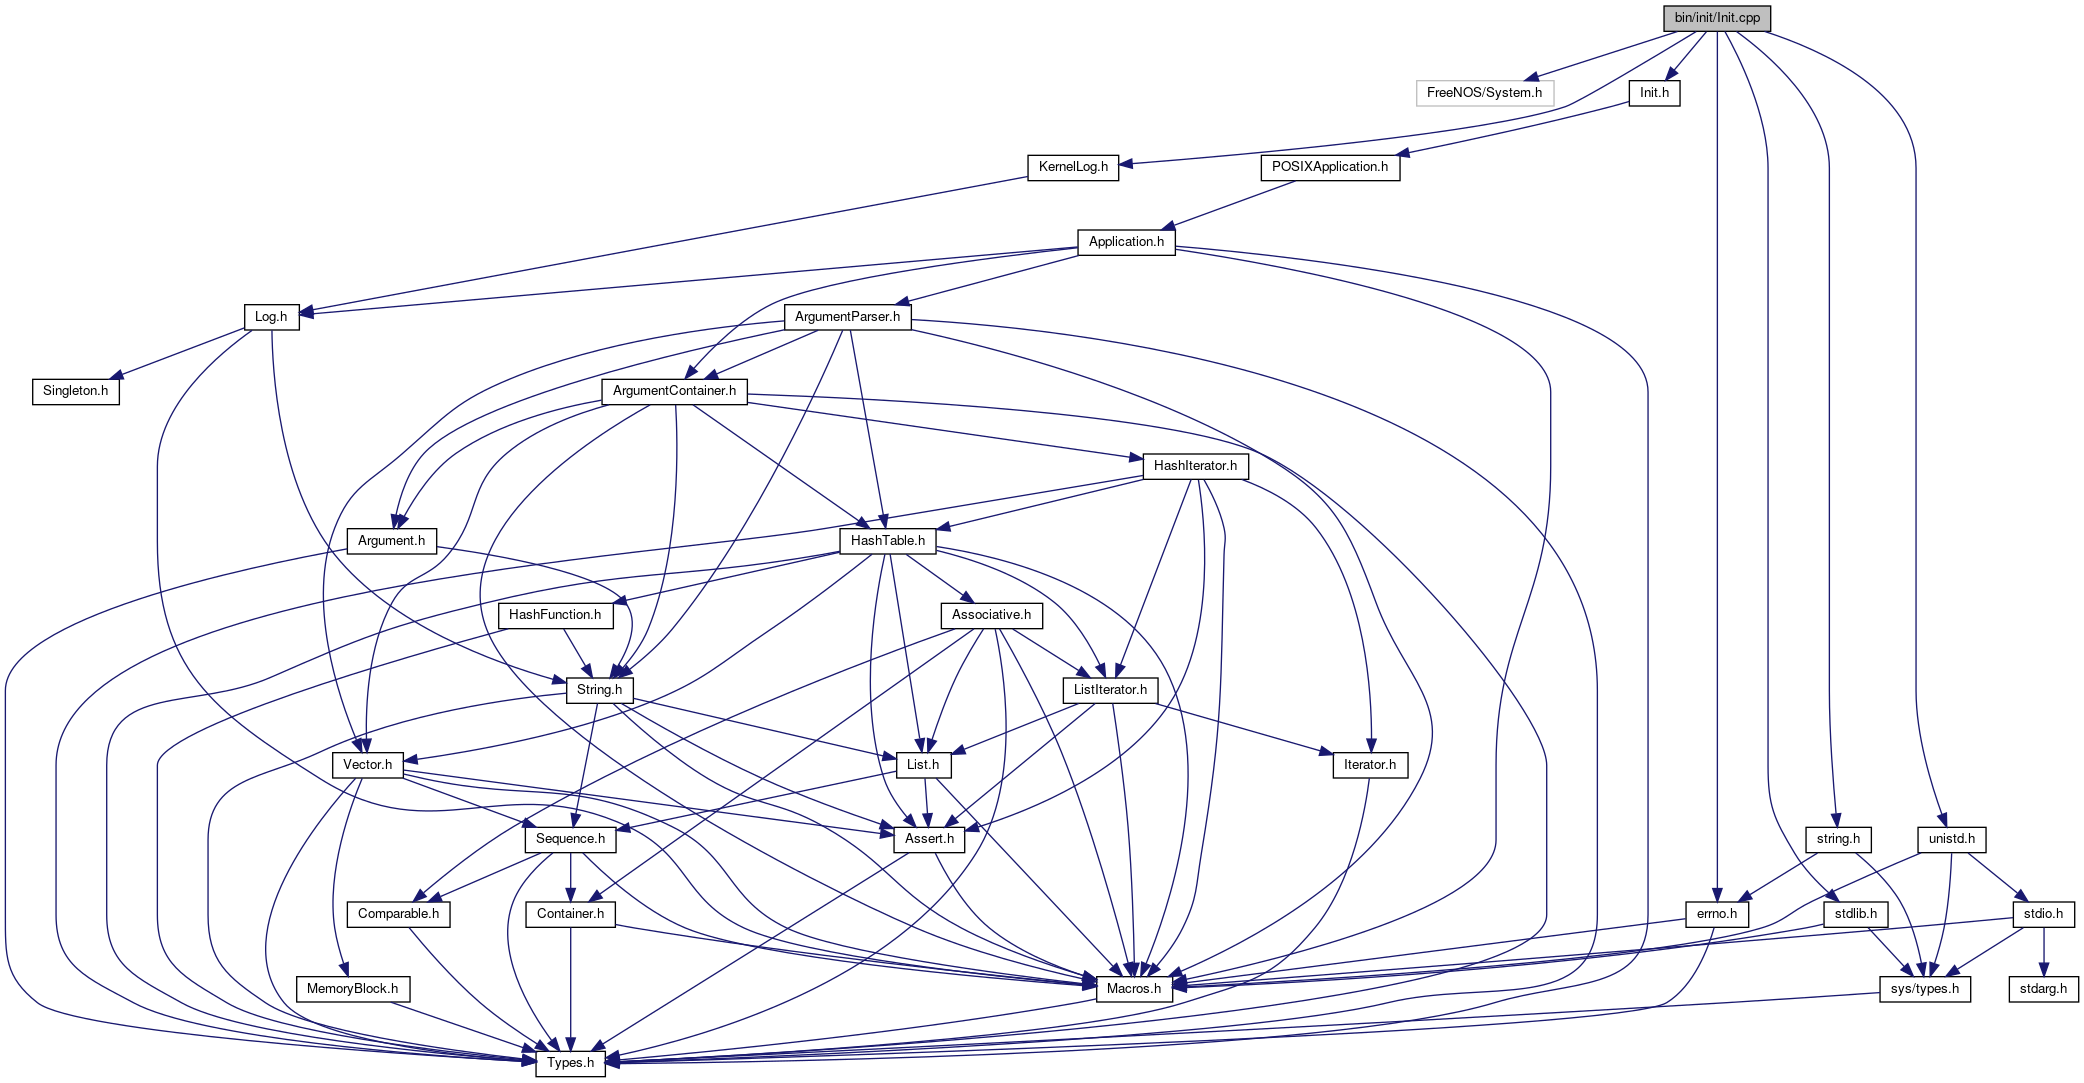 bin/init/Init.cpp
FreeNOS/System.h
Init.h
KernelLog.h
POSIXApplication.h
Application.h
Log.h
ArgumentParser.h
Singleton.h
ArgumentContainer.h
HashIterator.h
Argument.h
HashTable.h
HashFunction.h
Associative.h
String.h
ListIterator.h
Vector.h
List.h
Iterator.h
Sequence.h
Assert.h
string.h
unistd.h
Comparable.h
Container.h
errno.h
stdlib.h
stdio.h
MemoryBlock.h
Macros.h
sys/types.h
stdarg.h
Types.h